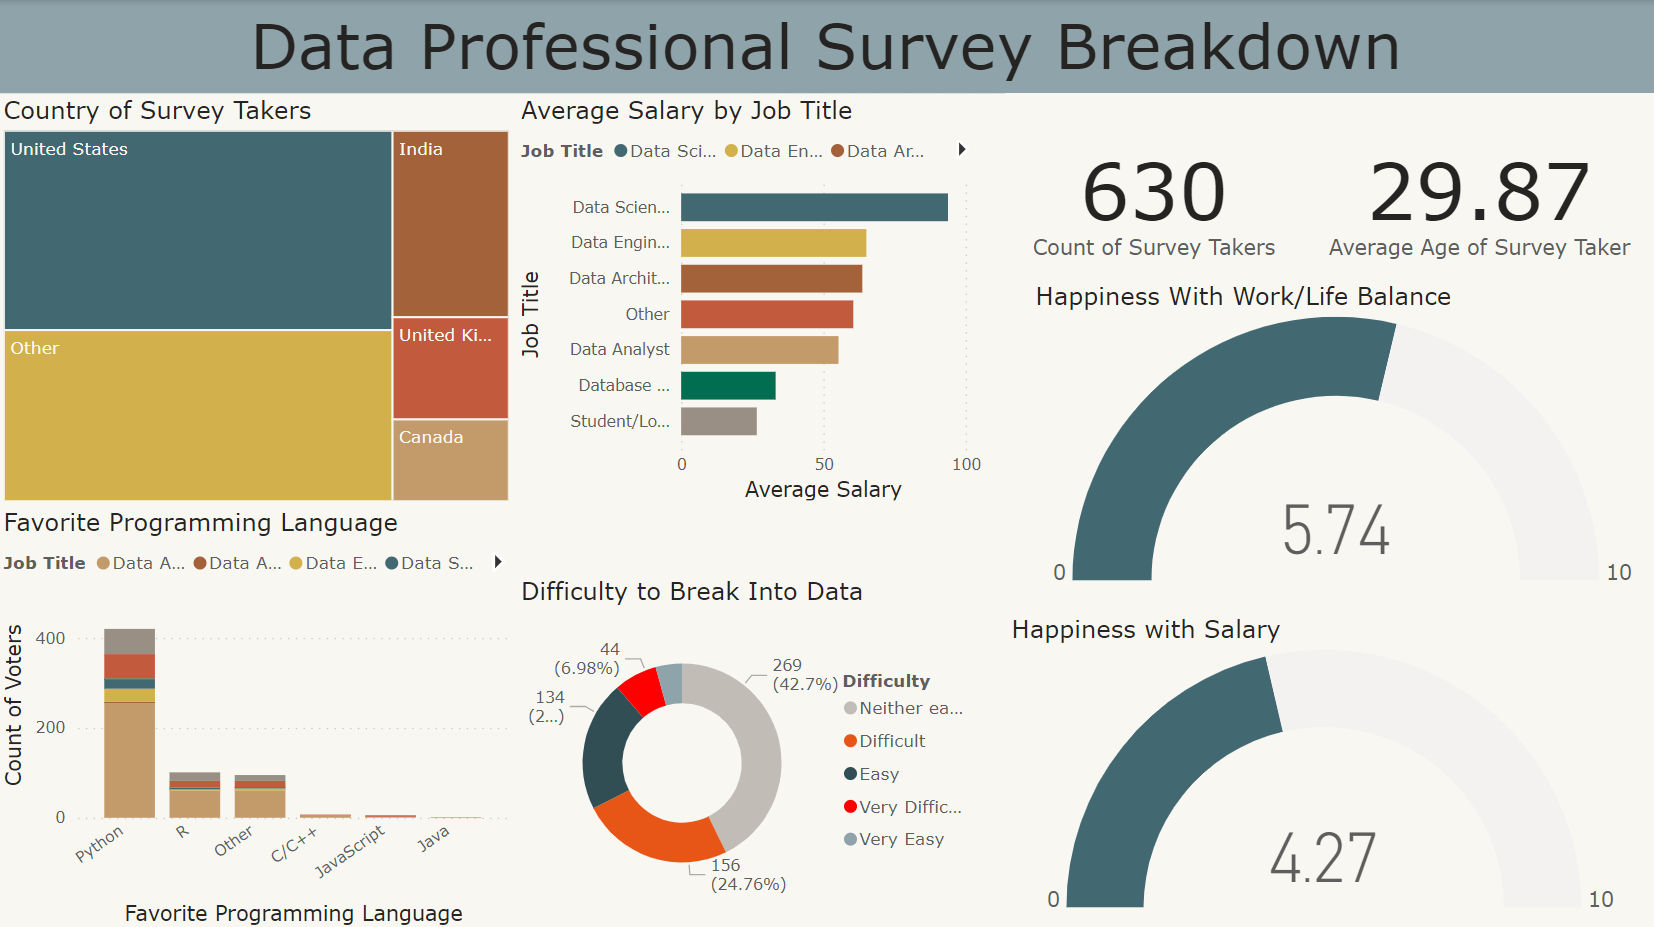 Data Professional Survey Breakdown
Country of Survey Takers
United States
India
Other
United Ki...
Canada
Average Salary by Job Title
Job Title Data Sci... Data En... Data Ar...
Job Title
Data Scien...
Data Engin...
Data Archit...
Other
Data Analyst
Database ...
Student/Lo...
0 50 100
Average Salary
630
Count of Survey Takers
29.87
Average Age of Survey Taker
Happiness With Work/Life Balance
5.74
0 10
Favorite Programming Language
Job Title Data A... Data A... Data E... Data S...
Count of Voters
400
200
0
Python R Other C/C++ JavaScript Java
Favorite Programming Language
Difficulty to Break Into Data
44
(6.98%)
269
(42.7%)
134
(2...)
156
(24.76%)
Difficulty
Neither ea...
Difficult
Easy
Very Diffic...
Very Easy
Happiness with Salary
4.27
0 10